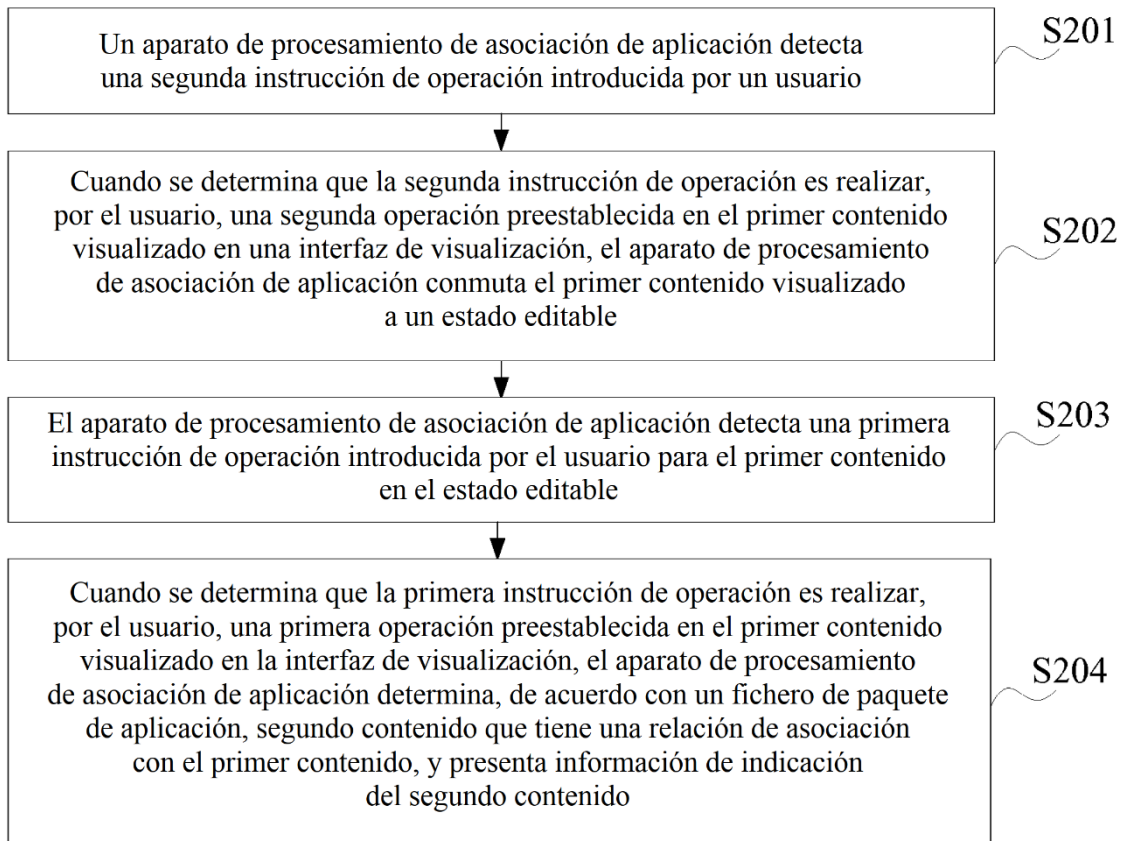 Un aparato de procesamiento de asociación de aplicación detecta
una segunda instrucción de operación introducida por un usuario
S201
Cuando se determina que la segunda instrucción de operación es realizar,
por el usuario, una segunda operación preestablecida en el primer contenido
visualizado en una interfaz de visualización, el aparato de procesamiento
de asociación de aplicación conmuta el primer contenido visualizado
a un estado editable
S202
El aparato de procesamiento de asociación de aplicación detecta una primera
instrucción de operación introducida por el usuario para el primer contenido
en el estado editable
S203
Cuando se determina que la primera instrucción de operación es realizar,
por el usuario, una primera operación preestablecida en el primer contenido
visualizado en la interfaz de visualización, el aparato de procesamiento
de asociación de aplicación determina, de acuerdo con un fichero de paquete
de aplicación, segundo contenido que tiene una relación de asociación
con el primer contenido, y presenta información de indicación
del segundo contenido
S204